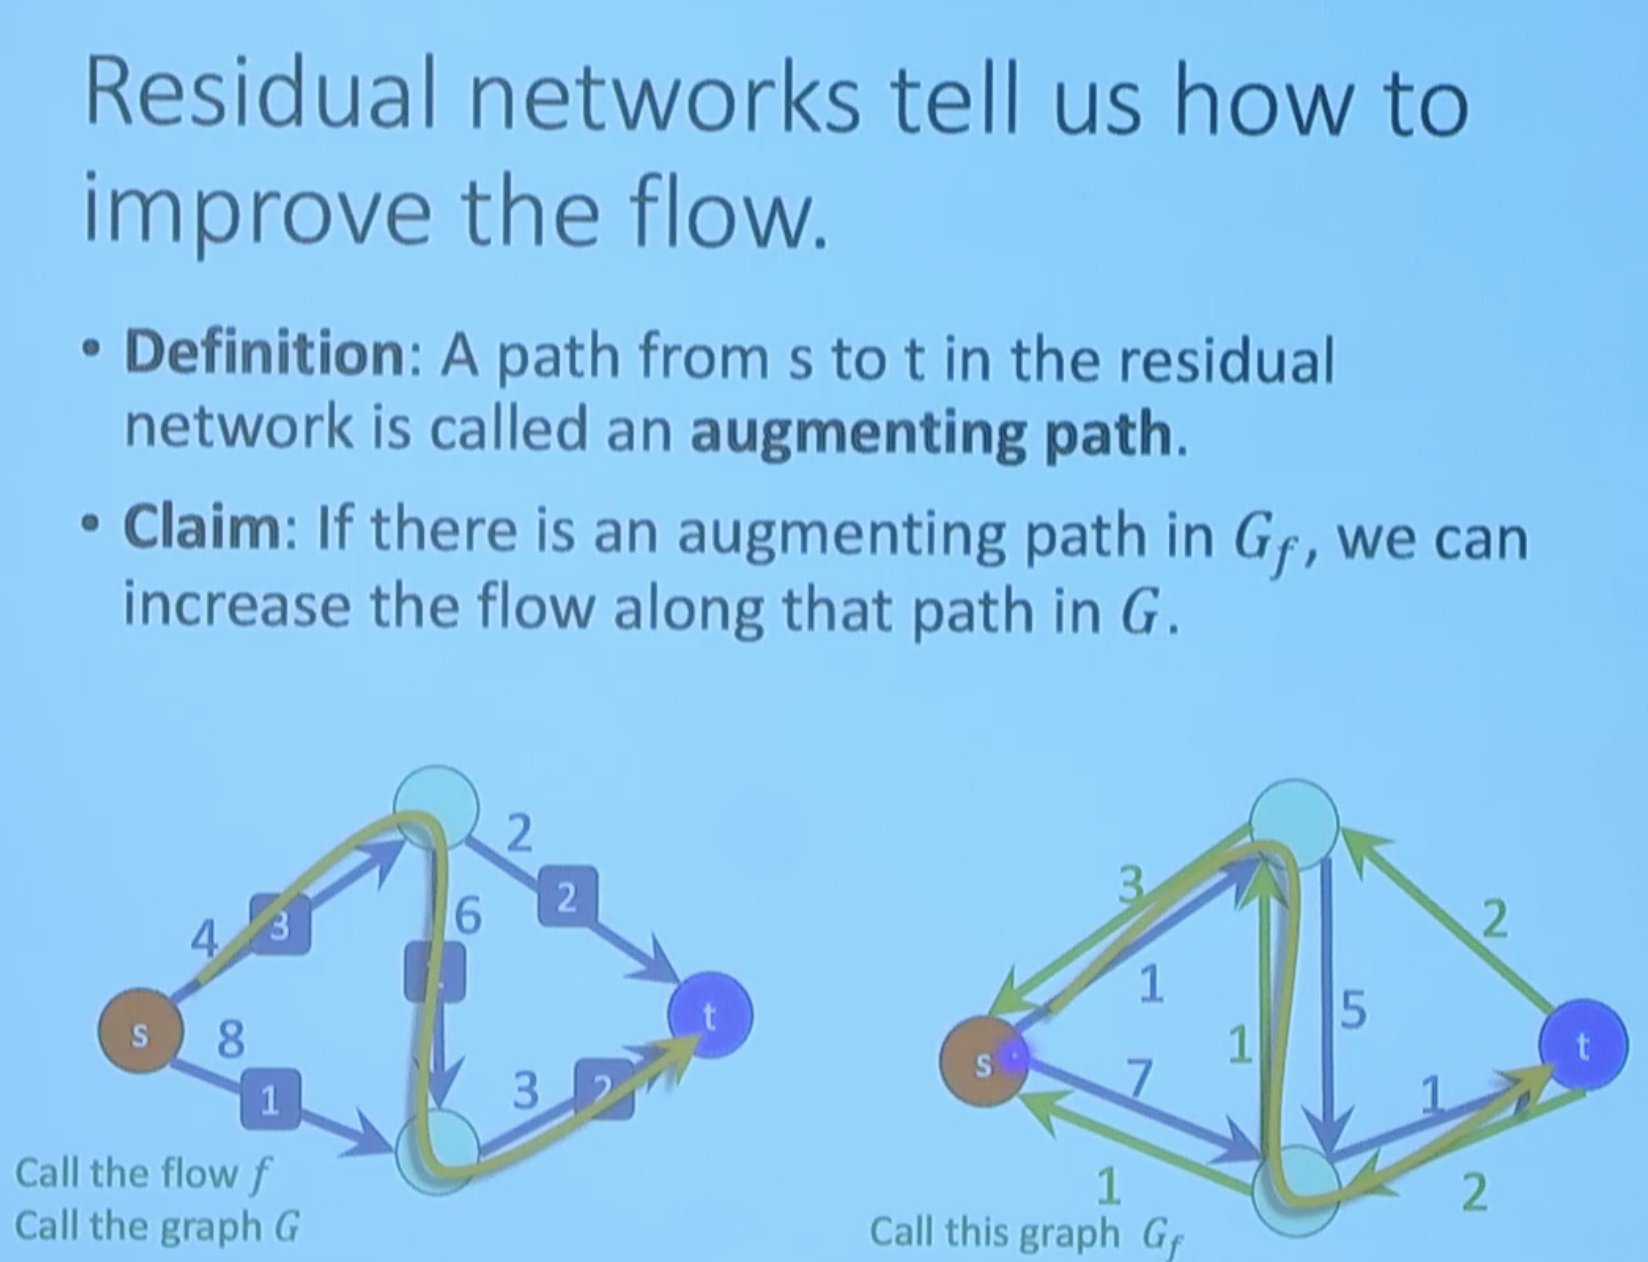 Residual networks tell us how to
improve the flow.
• Definition: A path from s to t in the residual
network is called an augmenting path.
• Claim: If there is an augmenting path in G_f, we can
increase the flow along that path in G.
2
2
4
3
6
s
8
t
1
3
2
Call the flow f
Call the graph G
3
2
1
5
1
s
7
t
1
1
2
Call this graph G_f